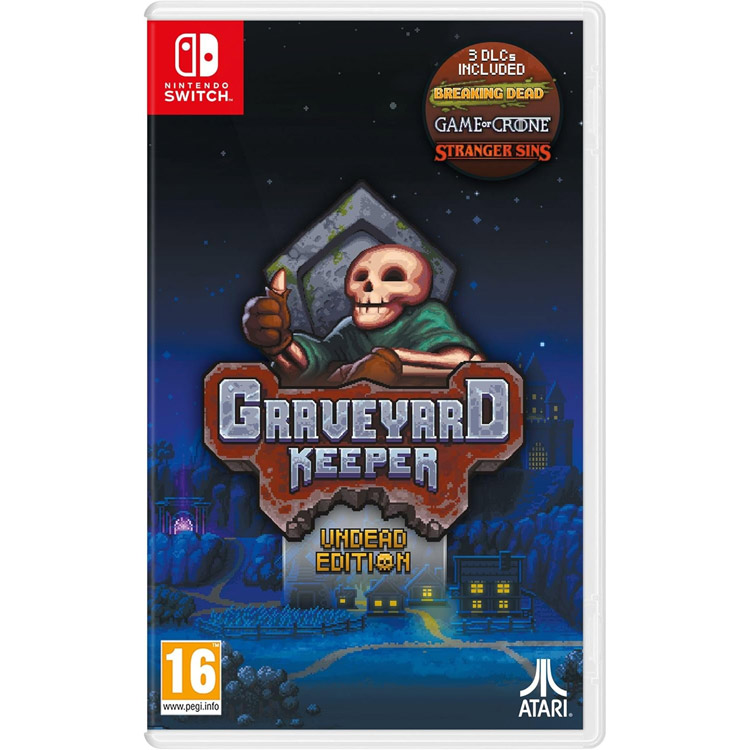 NINTENDO
SWITCH™
3 DLCs
INCLUDED
BREAKING DEAD
GAME OF CRONE
STRANGER SINS
GRAVEYARD
KEEPER
UNDEAD
EDITION
16
www.pegi.info
ATARI®